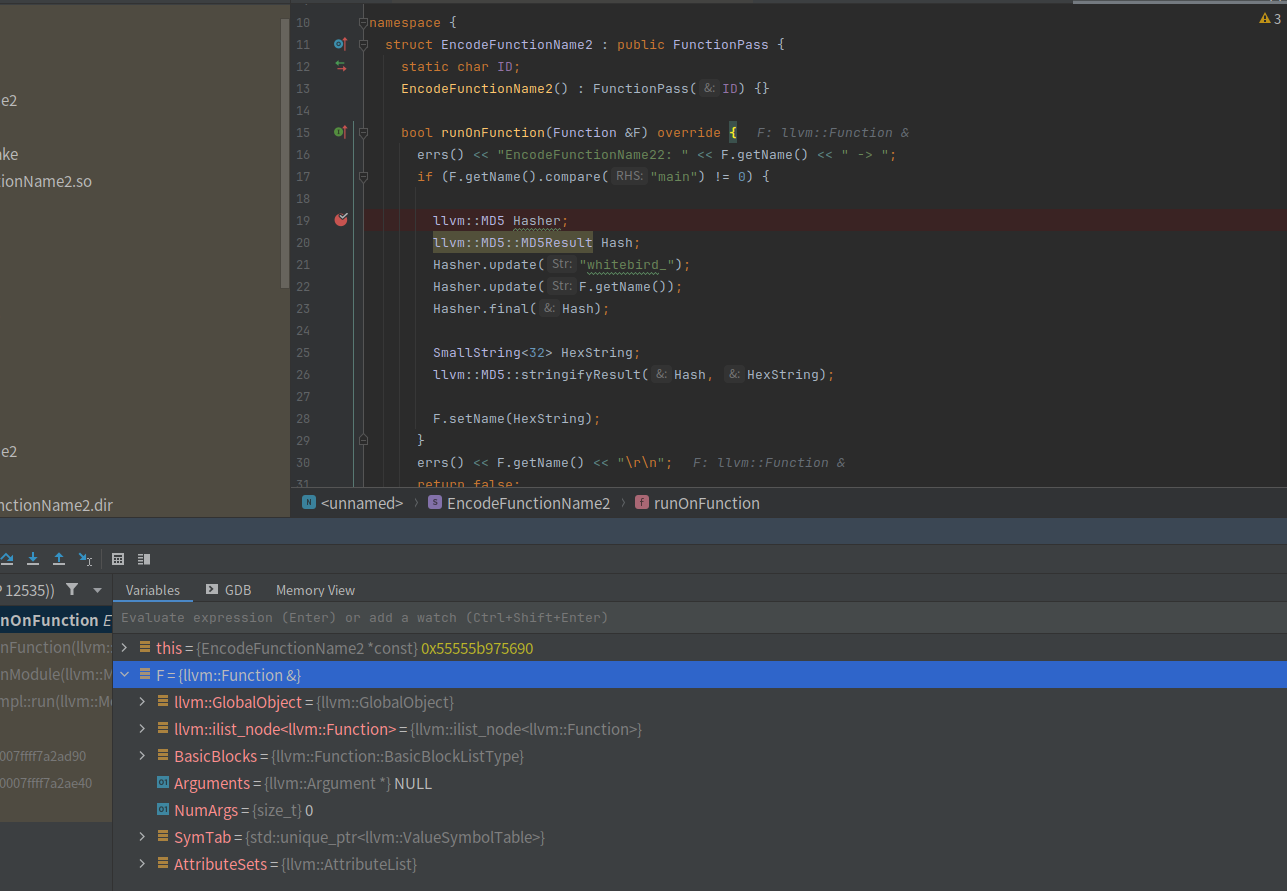 10 namespace {
3
11 struct EncodeFunctionName2 : public FunctionPass {
12 static char ID;
13 EncodeFunctionName2() : FunctionPass( &: ID) {}
14
15 bool runOnFunction(Function &F) override { F: llvm::Function &
16 errs() << "EncodeFunctionName22: " << F.getName() << " -> ";
17 if (F.getName().compare( RHS: "main") != 0) {
18
19 llvm::MD5 Hasher;
20 llvm::MD5::MD5Result Hash;
21 Hasher.update( Str: "whitebird_");
22 Hasher.update( Str: F.getName());
23 Hasher.final( &: Hash);
24
25 SmallString<32> HexString;
26 llvm::MD5::stringifyResult( &: Hash, &: HexString);
27
28 F.setName(HexString);
29 }
30 errs() << F.getName() << "\r\n"; F: llvm::Function &
31 return false;
e2
ke
ionName2.so
e2
nctionName2.dir
N <unnamed> › S EncodeFunctionName2 › f runOnFunction
12535))
Variables GDB Memory View
Evaluate expression (Enter) or add a watch (Ctrl+Shift+Enter)
nOnFunction E
nFunction(llvm::
nModule(llvm::M
mpl::run(llvm::Mo
007ffff7a2ad90
0007ffff7a2ae40
this = {EncodeFunctionName2 *const} 0x55555b975690
F = {llvm::Function &}
llvm::GlobalObject = {llvm::GlobalObject}
llvm::ilist_node<llvm::Function> = {llvm::ilist_node<llvm::Function>}
BasicBlocks = {llvm::Function::BasicBlockListType}
01 Arguments = {llvm::Argument *} NULL
01 NumArgs = {size_t} 0
SymTab = {std::unique_ptr<llvm::ValueSymbolTable>}
AttributeSets = {llvm::AttributeList}